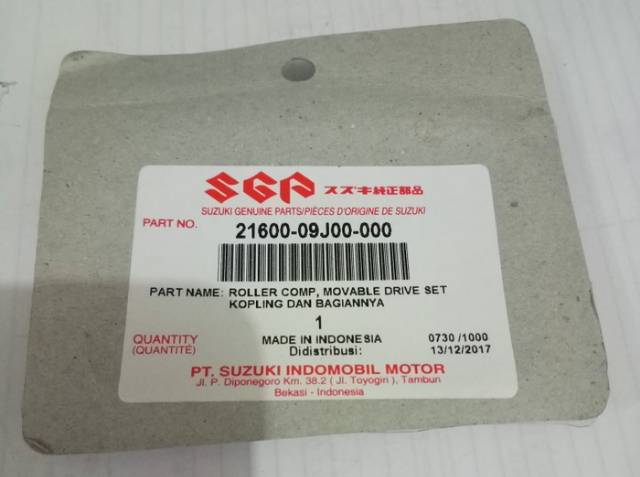 SGP スズキ純正部品
SUZUKI GENUINE PARTS/PIÈCES D'ORIGINE DE SUZUKI
PART NO. 21600-09J00-000
PART NAME: ROLLER COMP, MOVABLE DRIVE SET
KOPLING DAN BAGIANNYA
1
QUANTITY MADE IN INDONESIA 0730 /1000
(QUANTITÉ) Didistribusi: 13/12/2017
PT. SUZUKI INDOMOBIL MOTOR
Jl. P. Diponegoro Km. 38.2 ( Jl. Toyogiri ), Tambun
Bekasi - Indonesia